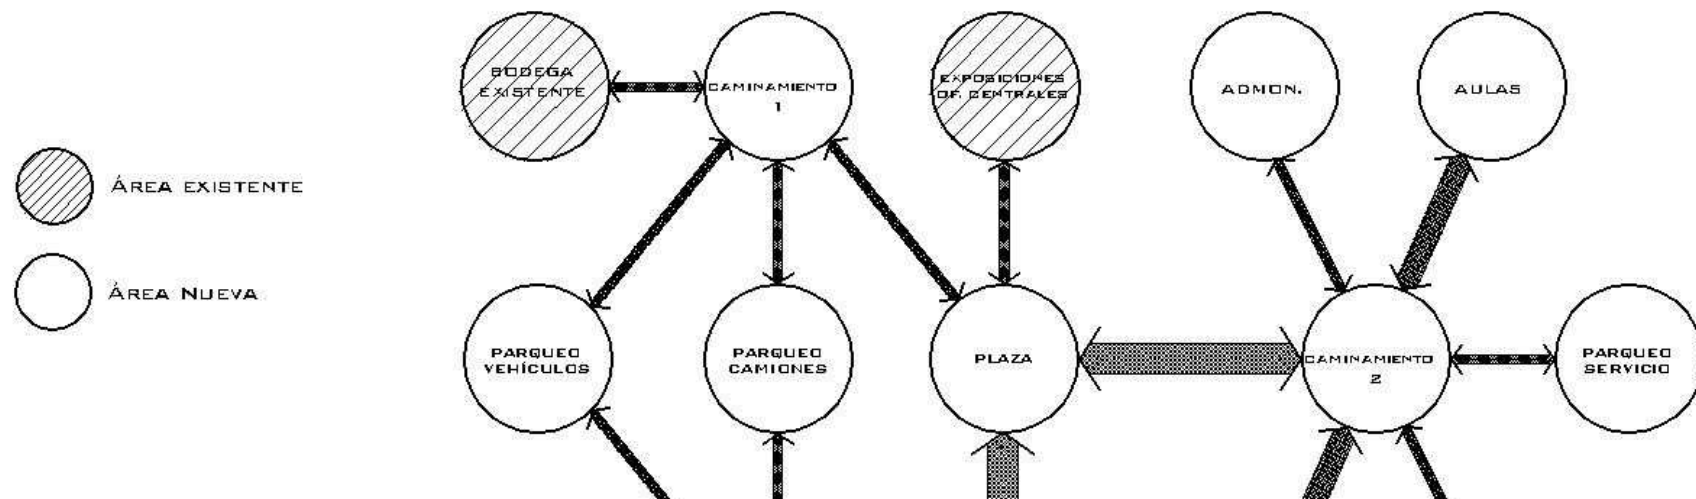 BODEGA
EXISTENTE
CAMINAMIENTO
1
EXPOSICIONES
OF. CENTRALES
ADMON.
AULAS
ÁREA EXISTENTE
ÁREA NUEVA
PARQUEO
VEHÍCULOS
PARQUEO
CAMIONES
PLAZA
CAMINAMIENTO
2
PARQUEO
SERVICIO